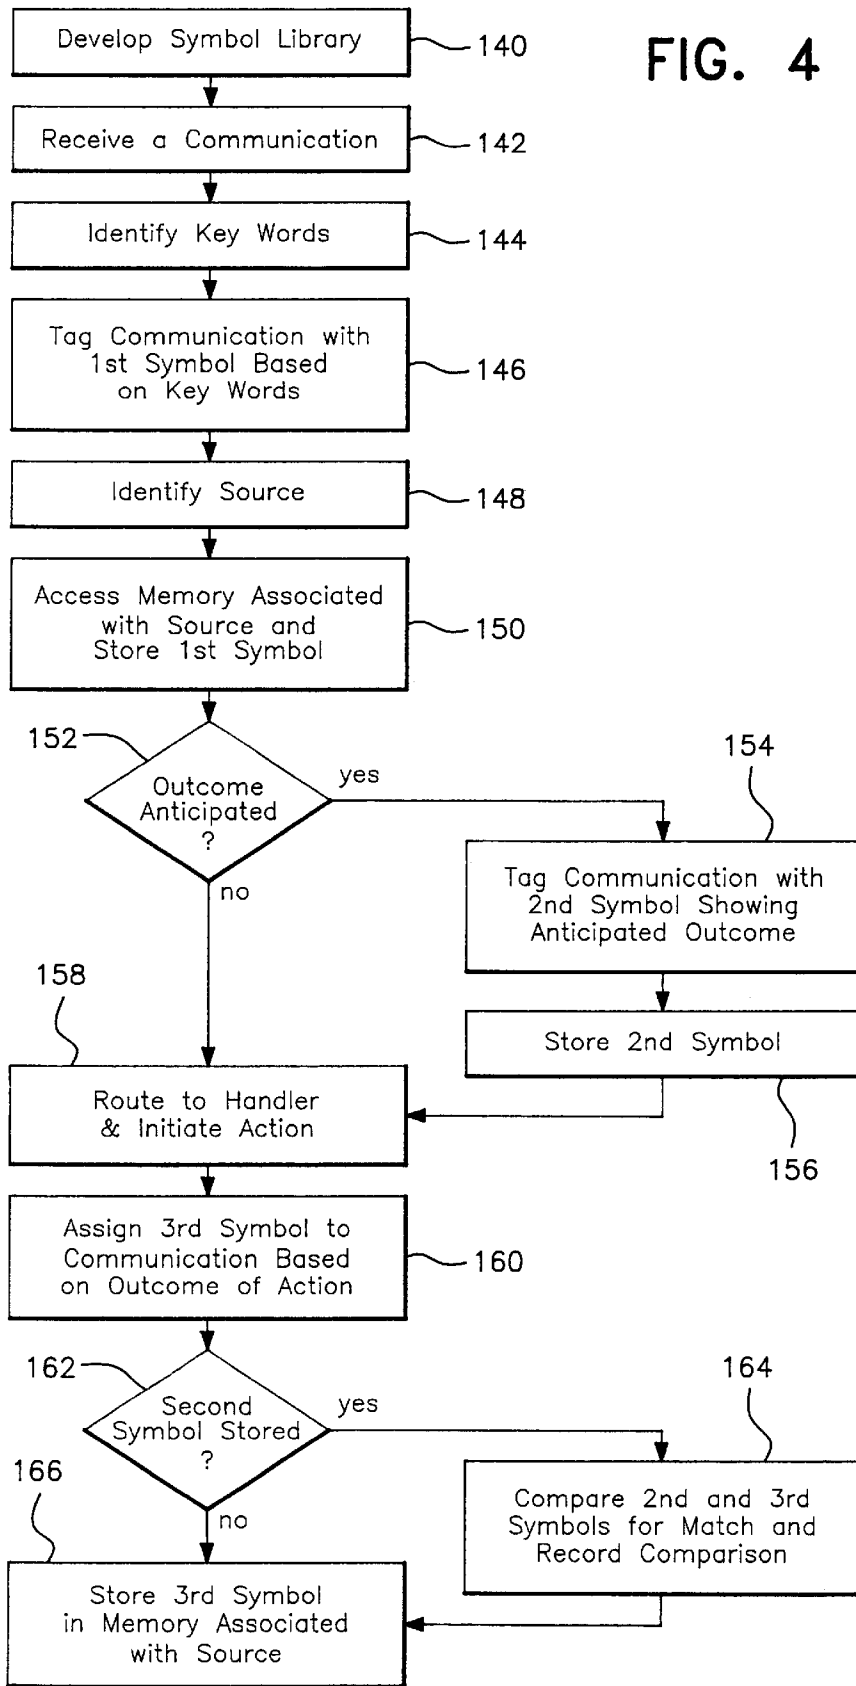 FIG. 4
Develop Symbol Library
140
Receive a Communication
142
Identify Key Words
144
Tag Communication with
1st Symbol Based
on Key Words
146
Identify Source
148
Access Memory Associated
with Source and
Store 1st Symbol
150
152
Outcome
Anticipated
?
yes
no
154
Tag Communication with
2nd Symbol Showing
Anticipated Outcome
Store 2nd Symbol
156
158
Route to Handler
& Initiate Action
Assign 3rd Symbol to
Communication Based
on Outcome of Action
160
162
Second
Symbol Stored
?
yes
no
164
Compare 2nd and 3rd
Symbols for Match and
Record Comparison
166
Store 3rd Symbol
in Memory Associated
with Source